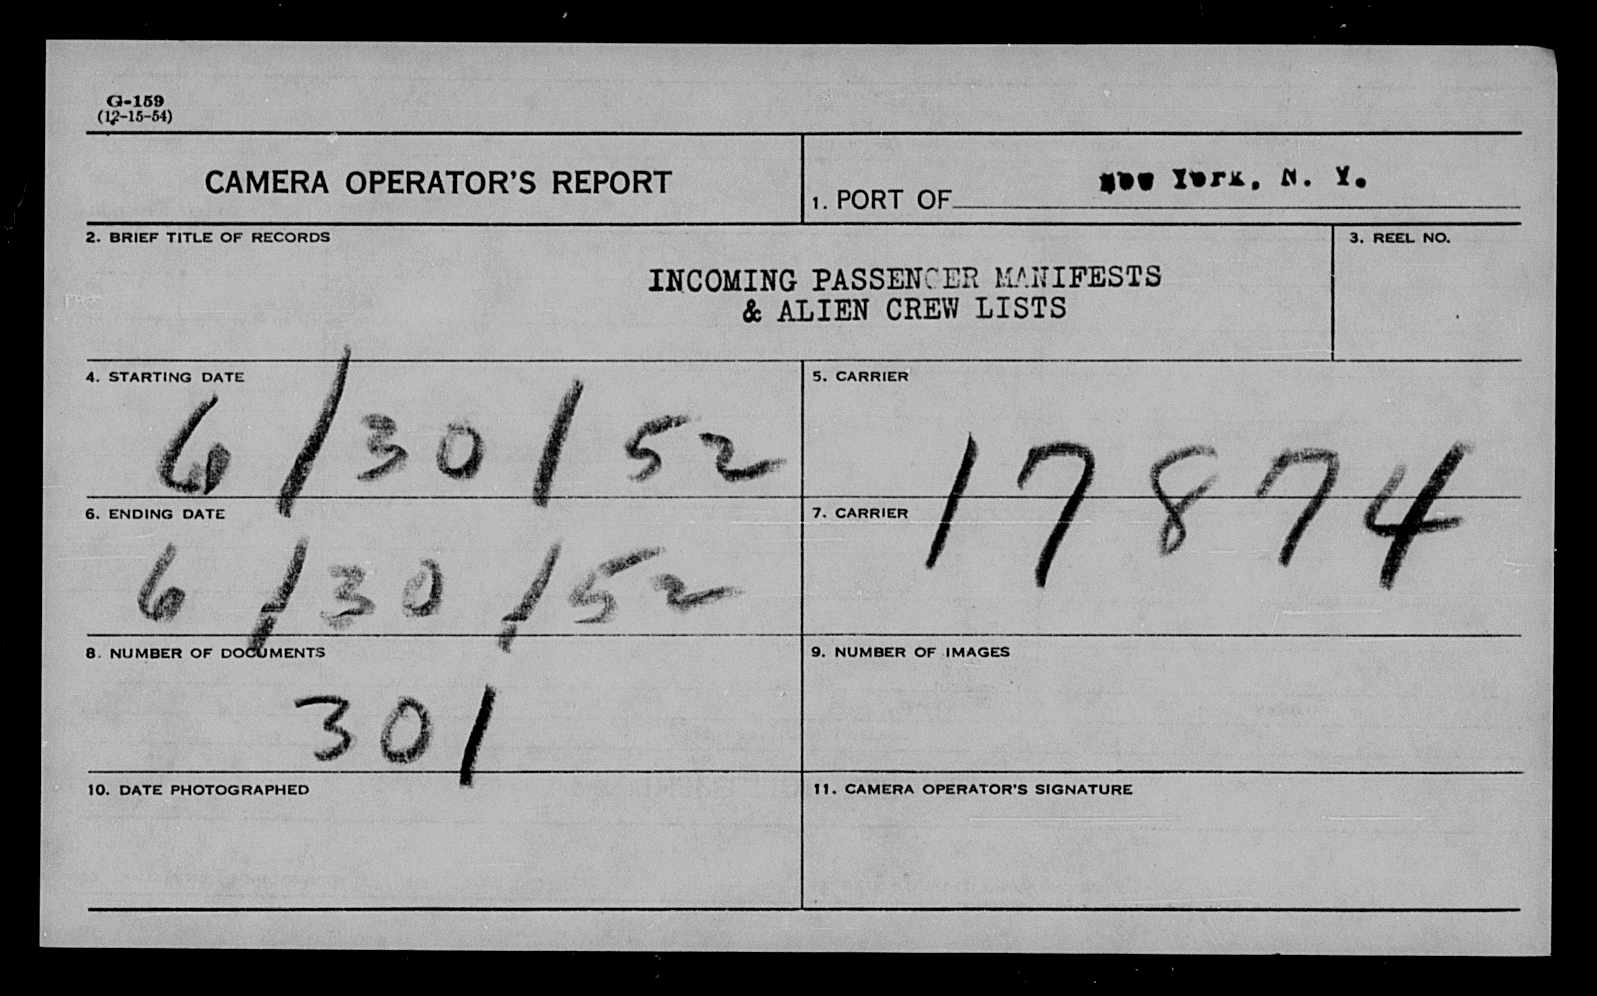 G-159
(12-15-54)
CAMERA OPERATOR'S REPORT
1. PORT OF New York, N. Y.
2. BRIEF TITLE OF RECORDS
3. REEL NO.
INCOMING PASSENGER MANIFESTS
& ALIEN CREW LISTS
4. STARTING DATE
6/30/52
5. CARRIER
17874
6. ENDING DATE
6/30/52
7. CARRIER
8. NUMBER OF DOCUMENTS
301
9. NUMBER OF IMAGES
10. DATE PHOTOGRAPHED
11. CAMERA OPERATOR'S SIGNATURE